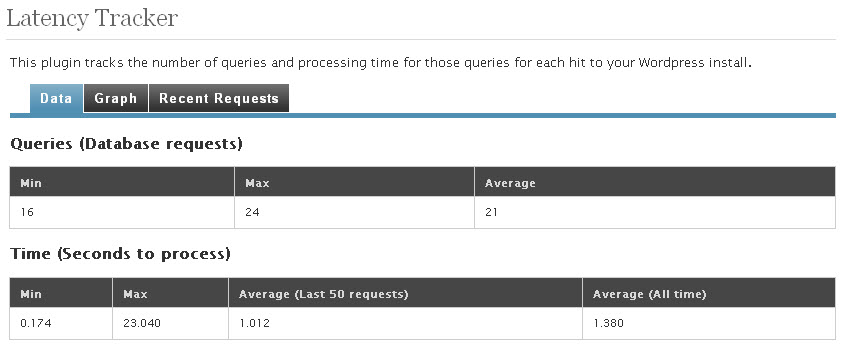 Latency Tracker
This plugin tracks the number of queries and processing time for those queries for each hit to your Wordpress install.
Data Graph Recent Requests
Queries (Database requests)
Min Max Average
16 24 21
Time (Seconds to process)
Min Max Average (Last 50 requests) Average (All time)
0.174 23.040 1.012 1.380